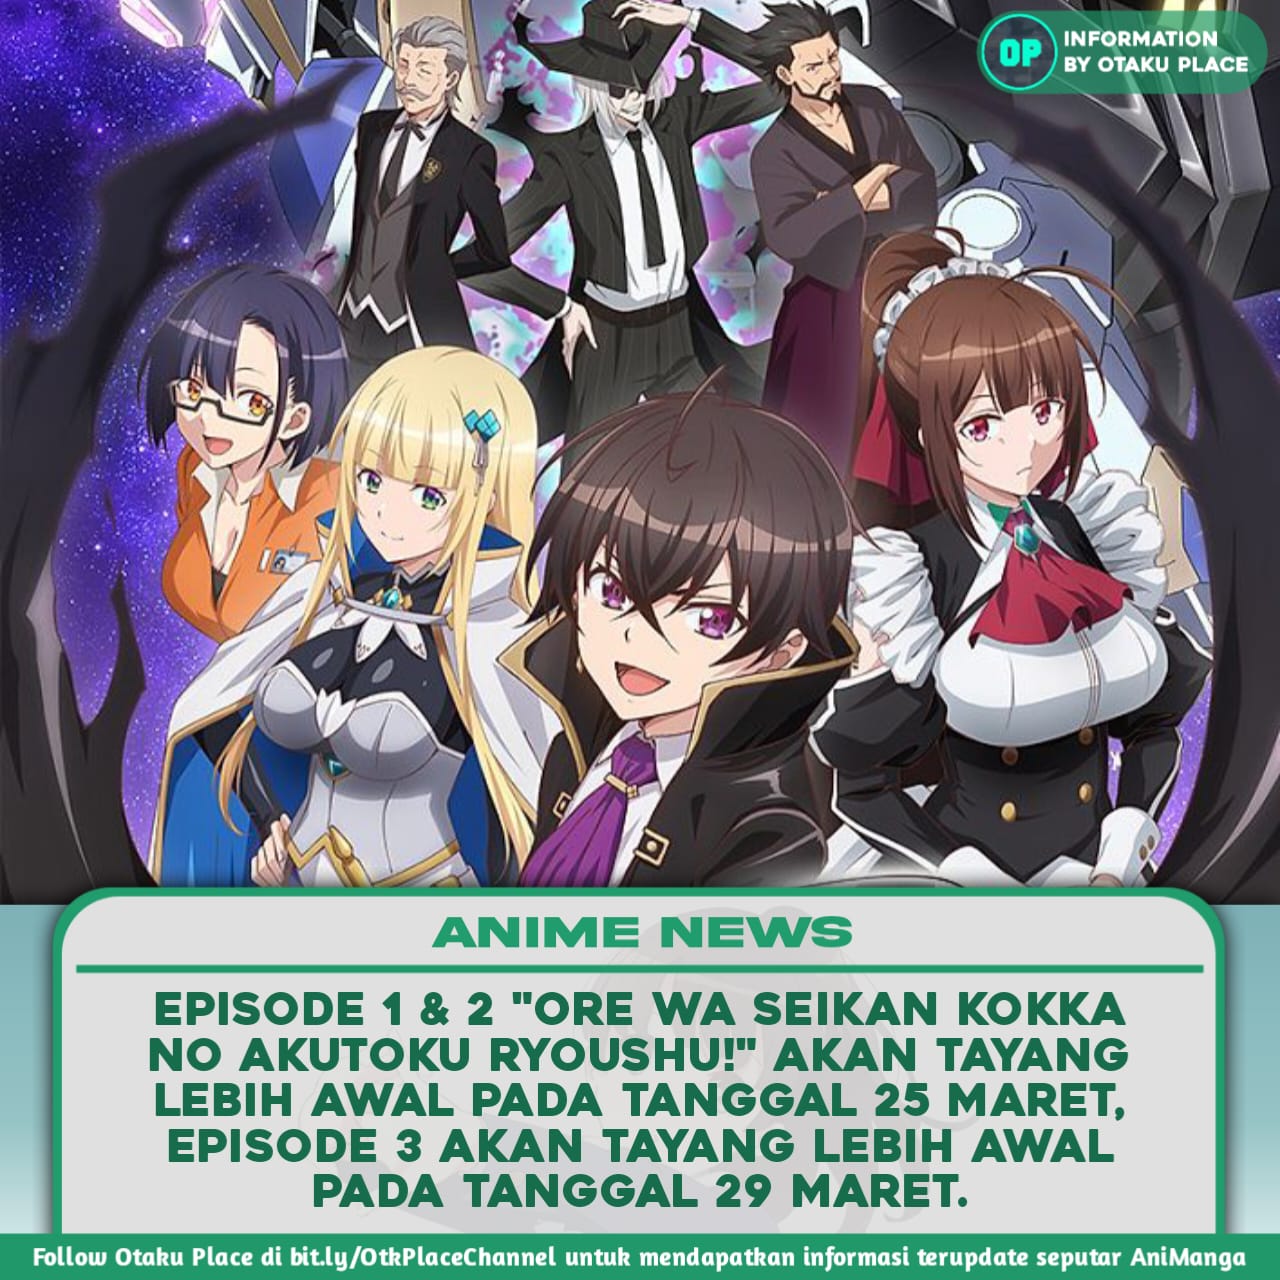 OP
INFORMATION
BY OTAKU PLACE
ANIME NEWS
EPISODE 1 & 2 "ORE WA SEIKAN KOKKA
NO AKUTOKU RYOUSHU!" AKAN TAYANG
LEBIH AWAL PADA TANGGAL 25 MARET,
EPISODE 3 AKAN TAYANG LEBIH AWAL
PADA TANGGAL 29 MARET.
Follow Otaku Place di bit.ly/OtkPlaceChannel untuk mendapatkan informasi terupdate seputar AniManga